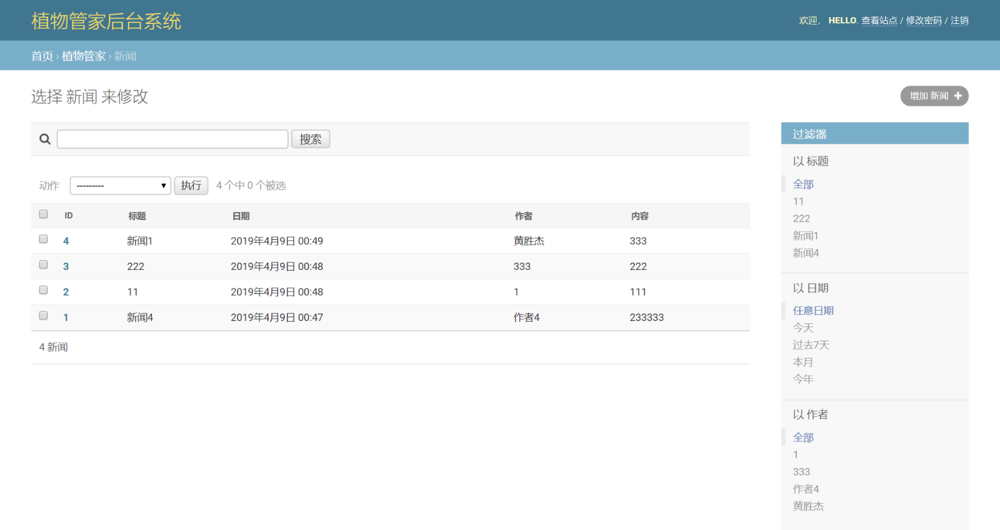 植物管家后台系统
欢迎， HELLO. 查看站点 / 修改密码 / 注销
首页 › 植物管家 › 新闻
选择 新闻 来修改
增加 新闻
搜索
动作 --------- 执行 4 个中 0 个被选
ID 标题 日期 作者 内容
4 新闻1 2019年4月9日 00:49 黄胜杰 333
3 222 2019年4月9日 00:48 333 222
2 11 2019年4月9日 00:48 1 111
1 新闻4 2019年4月9日 00:47 作者4 233333
4 新闻
过滤器
以 标题
全部
11
222
新闻1
新闻4
以 日期
任意日期
今天
过去7天
本月
今年
以 作者
全部
1
333
作者4
黄胜杰